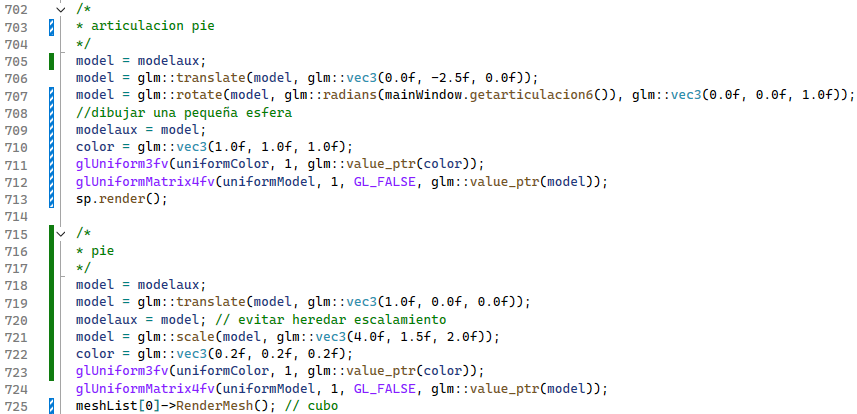 702 /*
703 * articulacion pie
704 */
705 model = modelaux;
706 model = glm::translate(model, glm::vec3(0.0f, -2.5f, 0.0f));
707 model = glm::rotate(model, glm::radians(mainWindow.getarticulacion6()), glm::vec3(0.0f, 0.0f, 1.0f));
708 //dibujar una pequeña esfera
709 modelaux = model;
710 color = glm::vec3(1.0f, 1.0f, 1.0f);
711 glUniform3fv(uniformColor, 1, glm::value_ptr(color));
712 glUniformMatrix4fv(uniformModel, 1, GL_FALSE, glm::value_ptr(model));
713 sp.render();
714
715 /*
716 * pie
717 */
718 model = modelaux;
719 model = glm::translate(model, glm::vec3(1.0f, 0.0f, 0.0f));
720 modelaux = model; // evitar heredar escalamiento
721 model = glm::scale(model, glm::vec3(4.0f, 1.5f, 2.0f));
722 color = glm::vec3(0.2f, 0.2f, 0.2f);
723 glUniform3fv(uniformColor, 1, glm::value_ptr(color));
724 glUniformMatrix4fv(uniformModel, 1, GL_FALSE, glm::value_ptr(model));
725 meshList[0]->RenderMesh(); // cubo